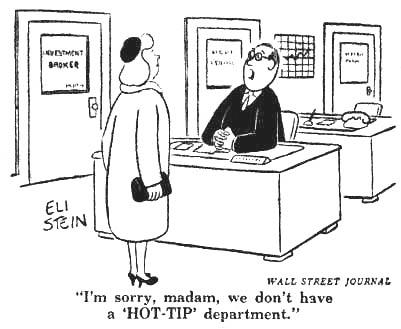 INVESTMENT
BROKER
ELI
STEIN
WALL STREET JOURNAL
"I'm sorry, madam, we don't have
a 'HOT-TIP' department."